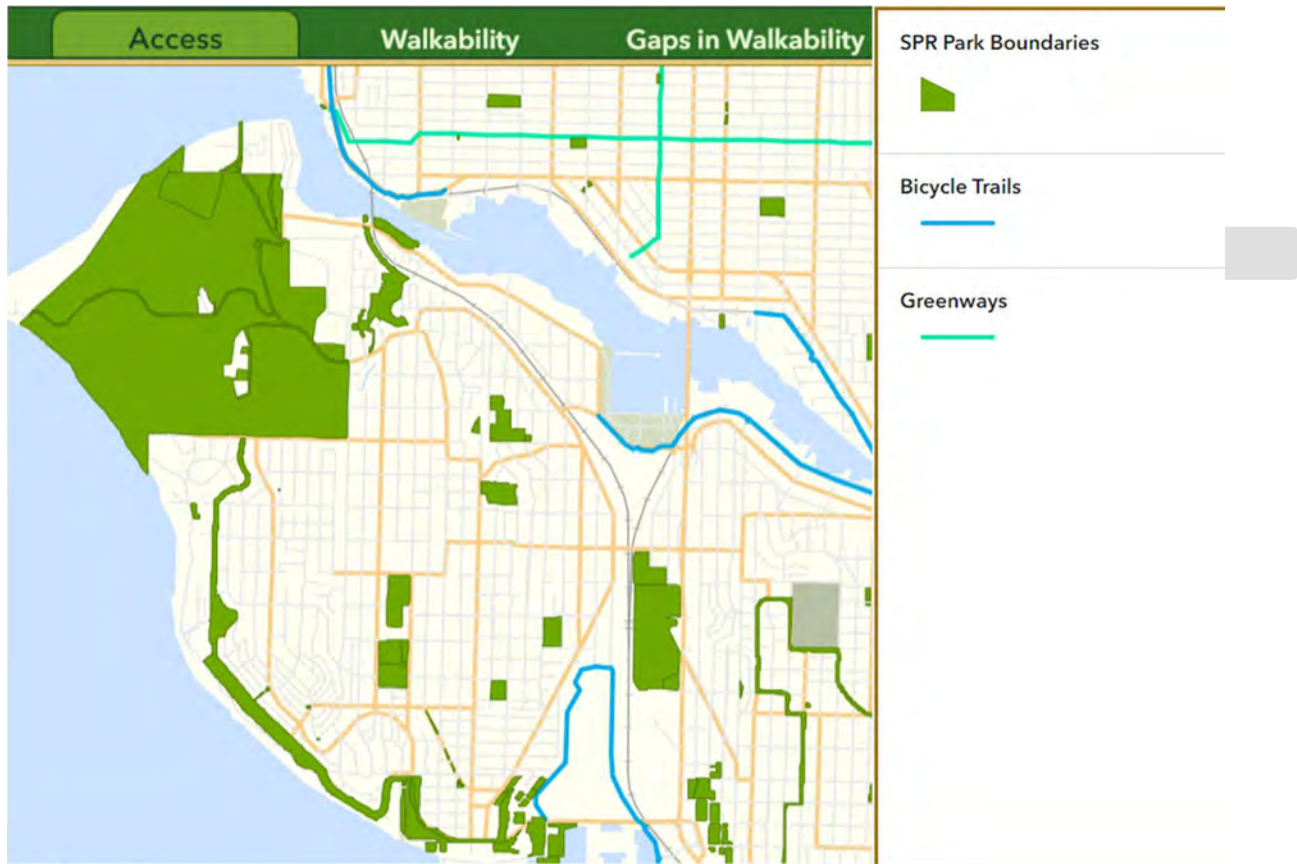 Access
Walkability
Gaps in Walkability
SPR Park Boundaries
Bicycle Trails
Greenways